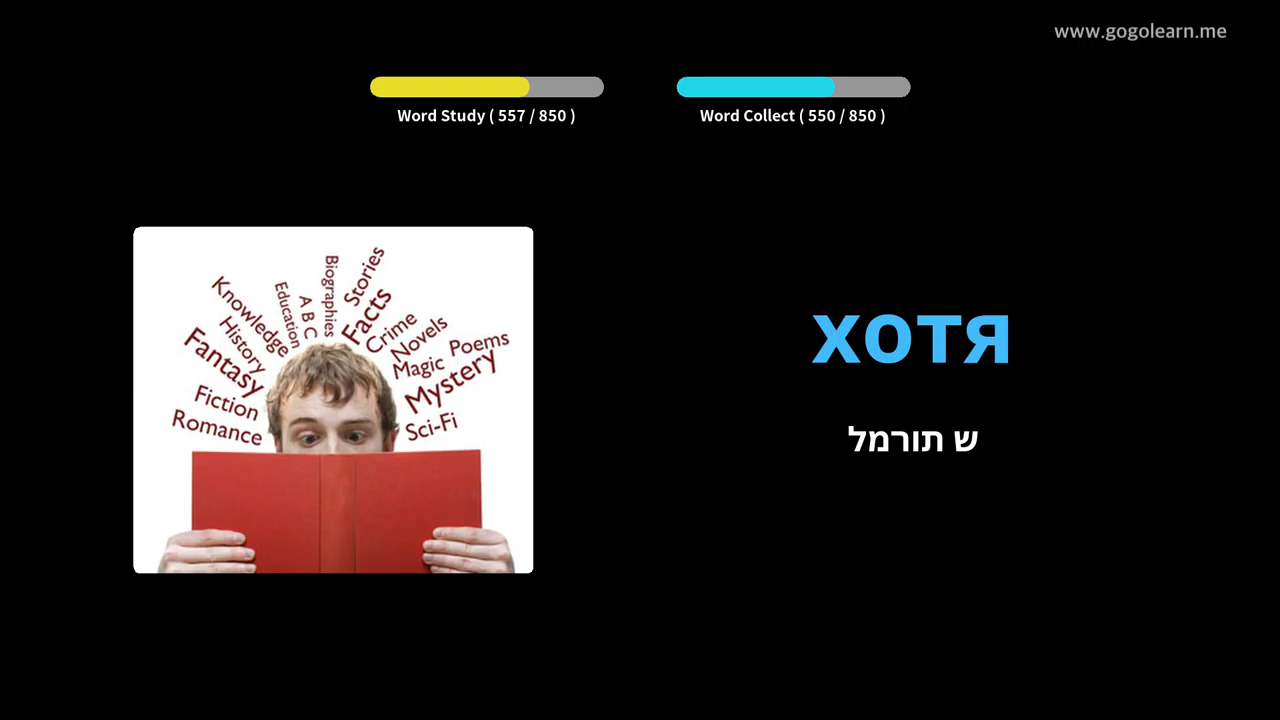 www.gogolearn.me
Word Study ( 557 / 850 )
Word Collect ( 550 / 850 )
Knowledge
Education
A B C
Biographies
Stories
Facts
Crime
Novels
Poems
Magic
Mystery
Sci-Fi
History
Fantasy
Fiction
Romance
хотя
ש תורמל